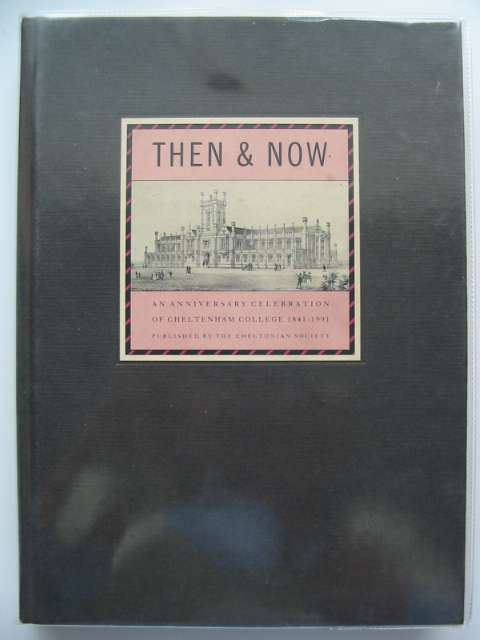 THEN & NOW
AN ANNIVERSARY CELEBRATION
OF CHELTENHAM COLLEGE 1841-1991
PUBLISHED BY THE CHELTONIAN SOCIETY